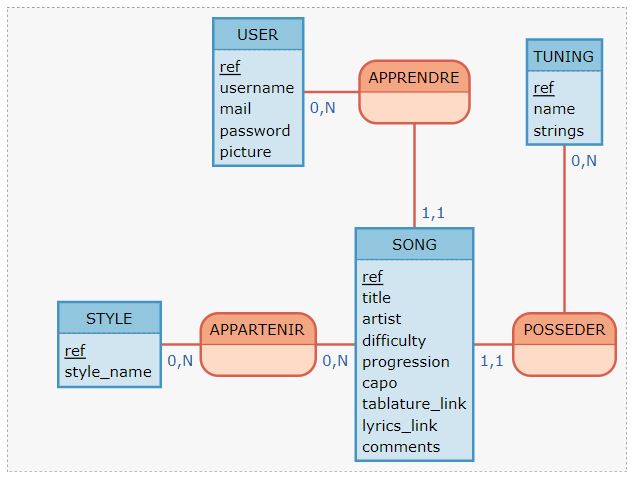 USER
ref
username
mail
password
picture
0,N
APPRENDRE
1,1
TUNING
ref
name
strings
0,N
SONG
ref
title
artist
difficulty
progression
capo
tablature_link
lyrics_link
comments
STYLE
ref
style_name
0,N
APPARTENIR
0,N
1,1
POSSEDER